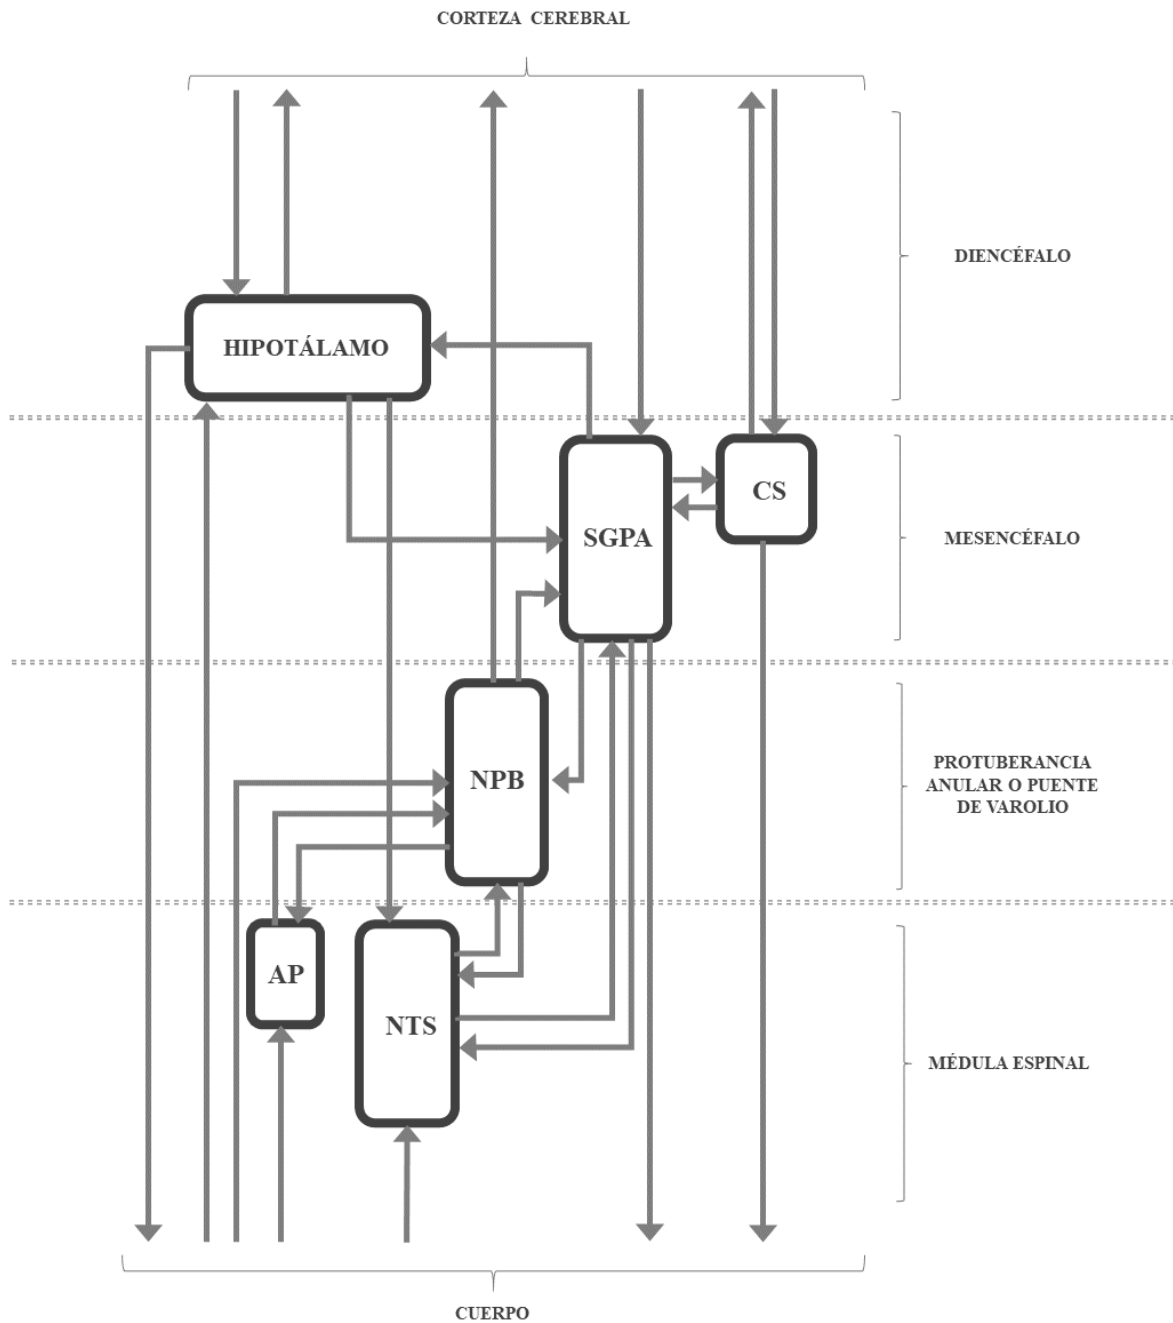 CORTEZA CEREBRAL
DIENCÉFALO
HIPOTÁLAMO
CS
SGPA
MESENCÉFALO
NPB
PROTUBERANCIA
ANULAR O PUENTE
DE VAROLIO
AP
NTS
MÉDULA ESPINAL
CUERPO